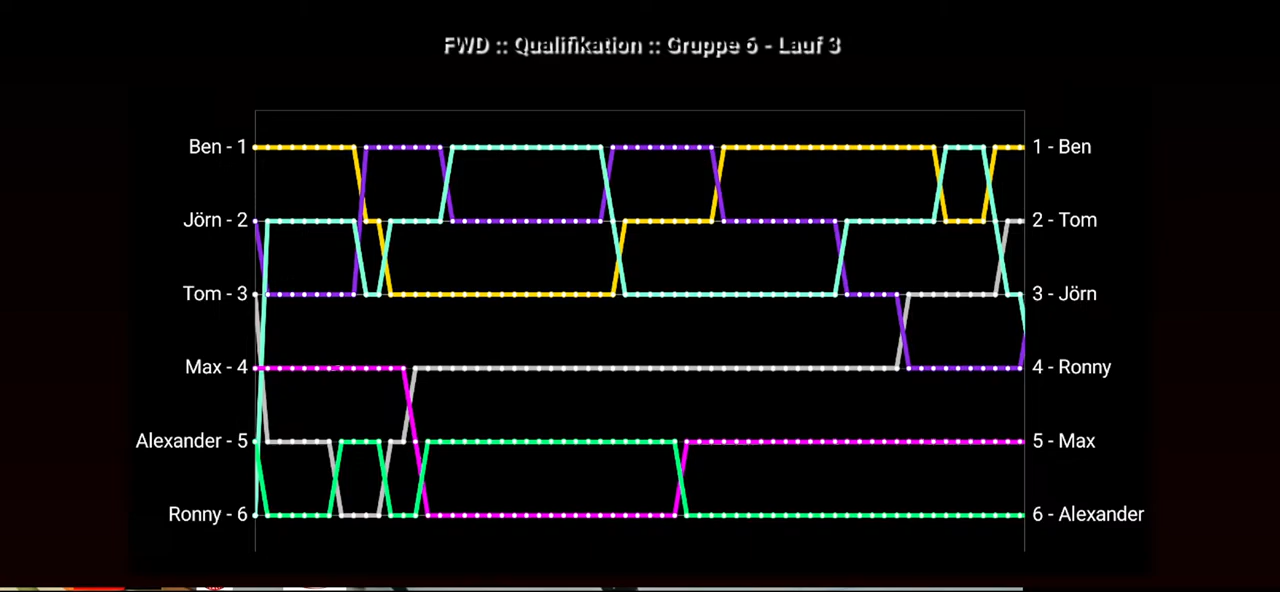 FWD :: Qualifikation :: Gruppe 6 - Lauf 3
Ben - 1
Jörn - 2
Tom - 3
Max - 4
Alexander - 5
Ronny - 6
1 - Ben
2 - Tom
3 - Jörn
4 - Ronny
5 - Max
6 - Alexander